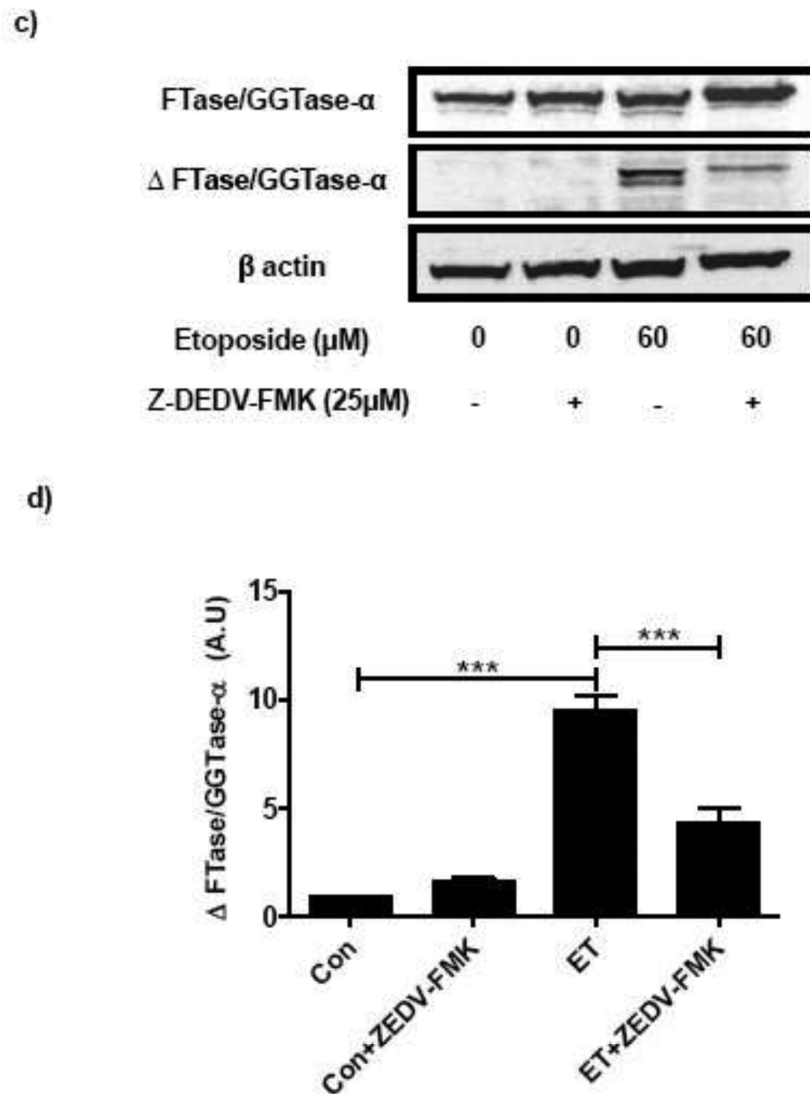 c)
FTase/GGTase-α
Δ FTase/GGTase-α
β actin
Etoposide (µM) 0 0 60 60
Z-DEDV-FMK (25µM) - + - +
d)
Δ FTase/GGTase-α (A.U)
15
10
5
0
***
***
Con
Con+ZEDV-FMK
ET
ET+ZEDV-FMK